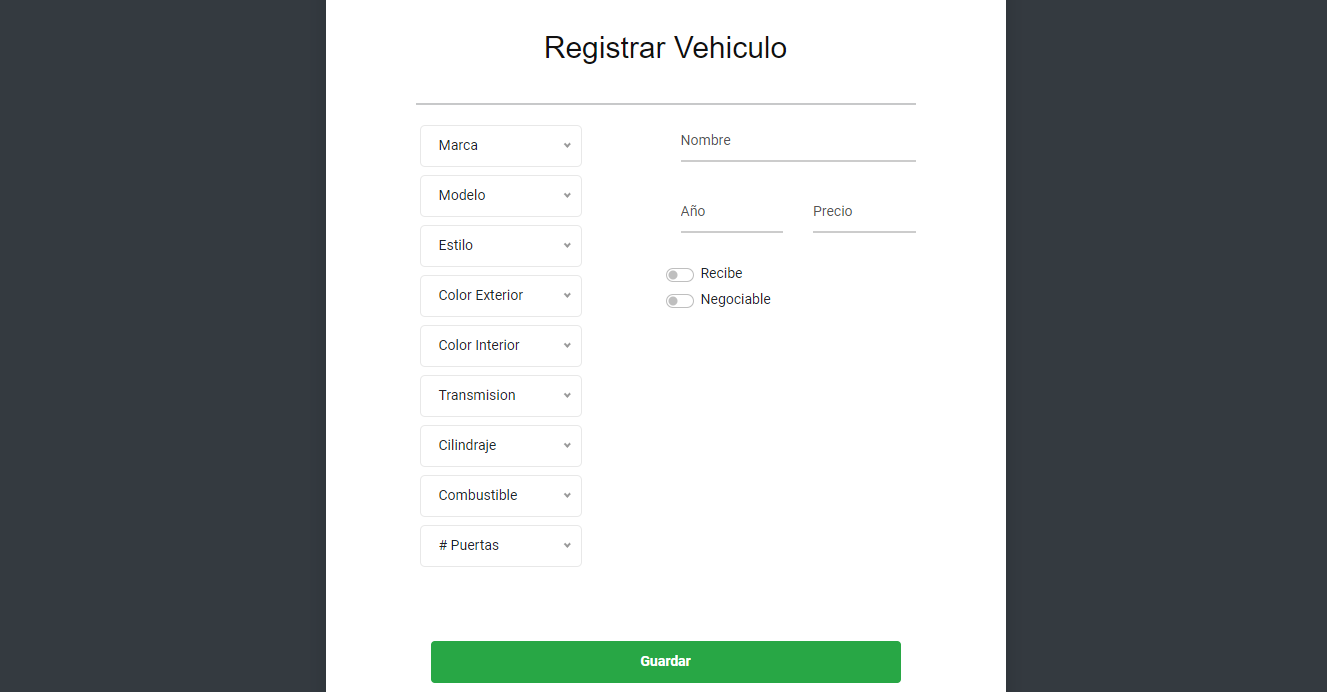 Registrar Vehiculo
Marca
Modelo
Estilo
Color Exterior
Color Interior
Transmision
Cilindraje
Combustible
# Puertas
Nombre
Año
Precio
Recibe
Negociable
Guardar